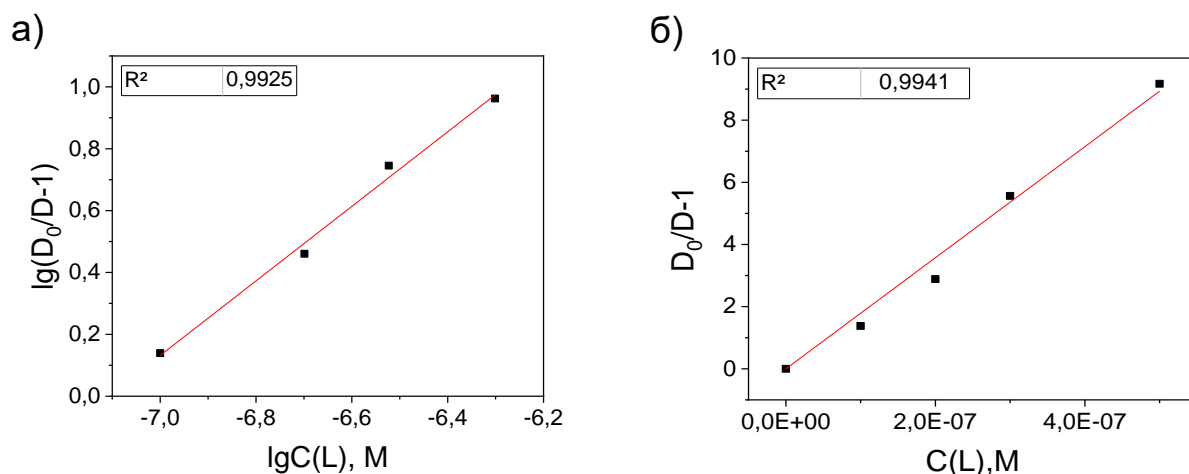 а)
R² 0,9925
lg(D₀/D-1)
1,0
0,8
0,6
0,4
0,2
0,0
-7,0 -6,8 -6,6 -6,4 -6,2
lgC(L), M
б)
R² 0,9941
D₀/D-1
10
8
6
4
2
0
0,0E+00 2,0E-07 4,0E-07
C(L),M